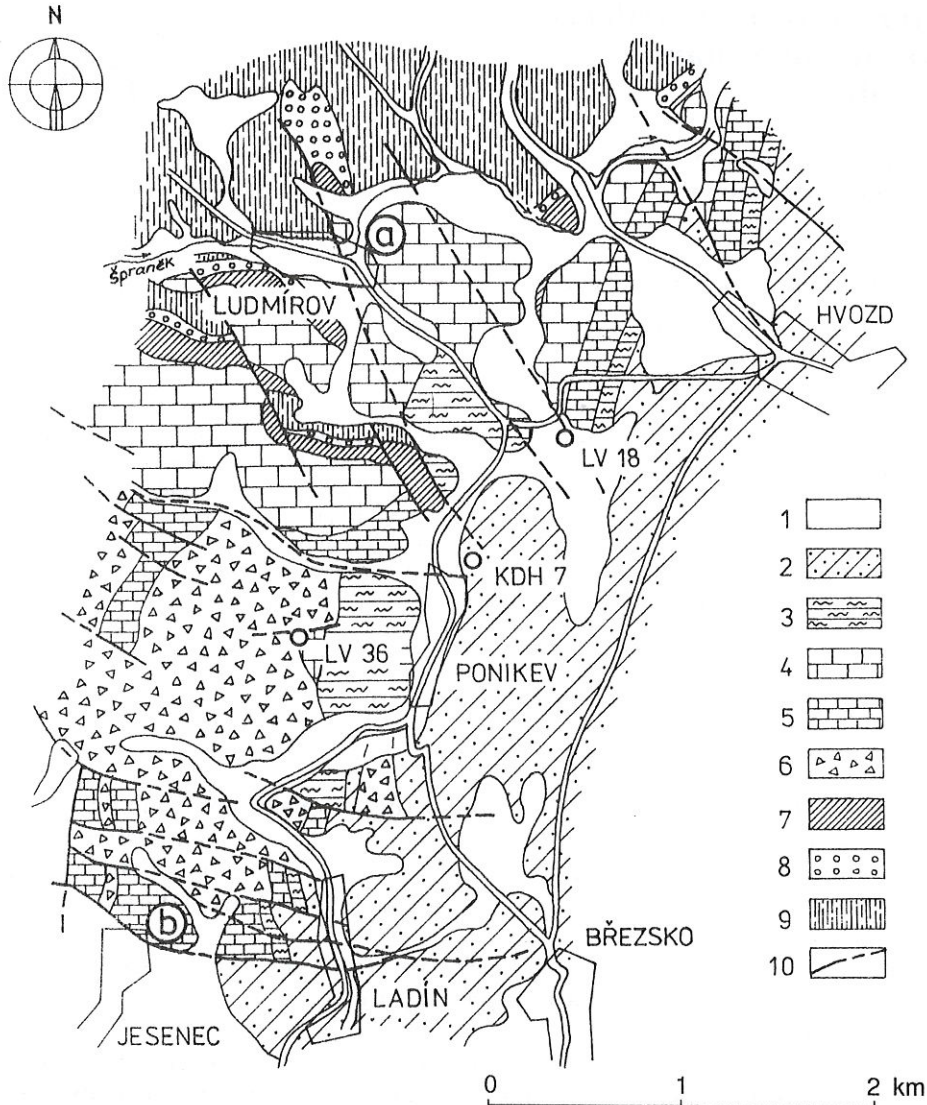 N
a
Špraněk
LUDMÍROV
HVOZD
LV 18
KDH 7
LV 36
PONIKEV
b
BŘEZSKO
LADÍN
JESENEC
1
2
3
4
5
6
7
8
9
10
0 1 2 km